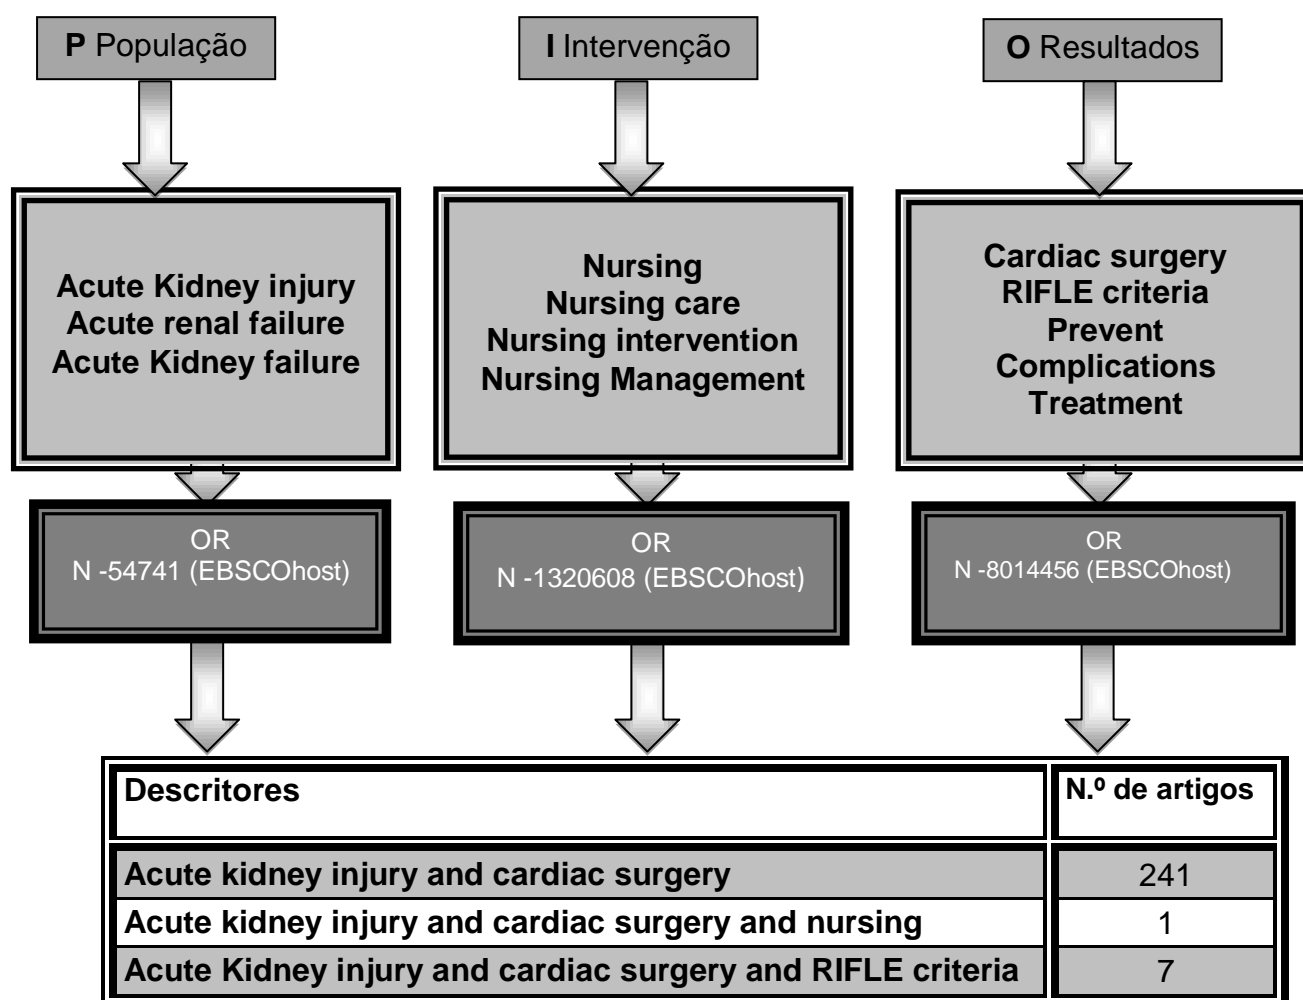 P População
I Intervenção
O Resultados
Acute Kidney injury
Acute renal failure
Acute Kidney failure
Nursing
Nursing care
Nursing intervention
Nursing Management
Cardiac surgery
RIFLE criteria
Prevent
Complications
Treatment
OR
N -54741 (EBSCOhost)
OR
N -1320608 (EBSCOhost)
OR
N -8014456 (EBSCOhost)
Descritores N.º de artigos
Acute kidney injury and cardiac surgery 241
Acute kidney injury and cardiac surgery and nursing 1
Acute Kidney injury and cardiac surgery and RIFLE criteria 7